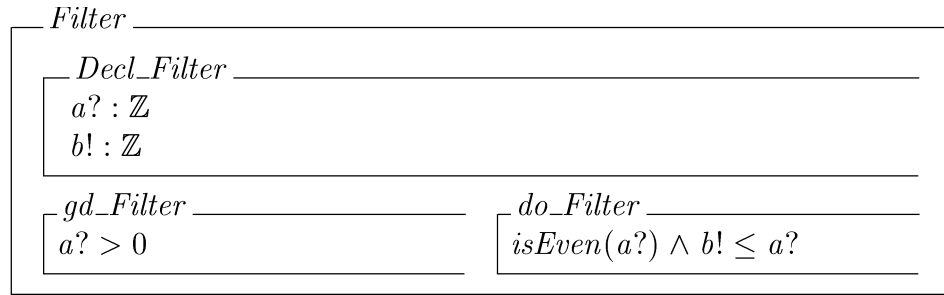 Filter
Decl_Filter
a? : ℤ
b! : ℤ
gd_Filter
a? > 0
do_Filter
isEven(a?) ∧ b! ≤ a?